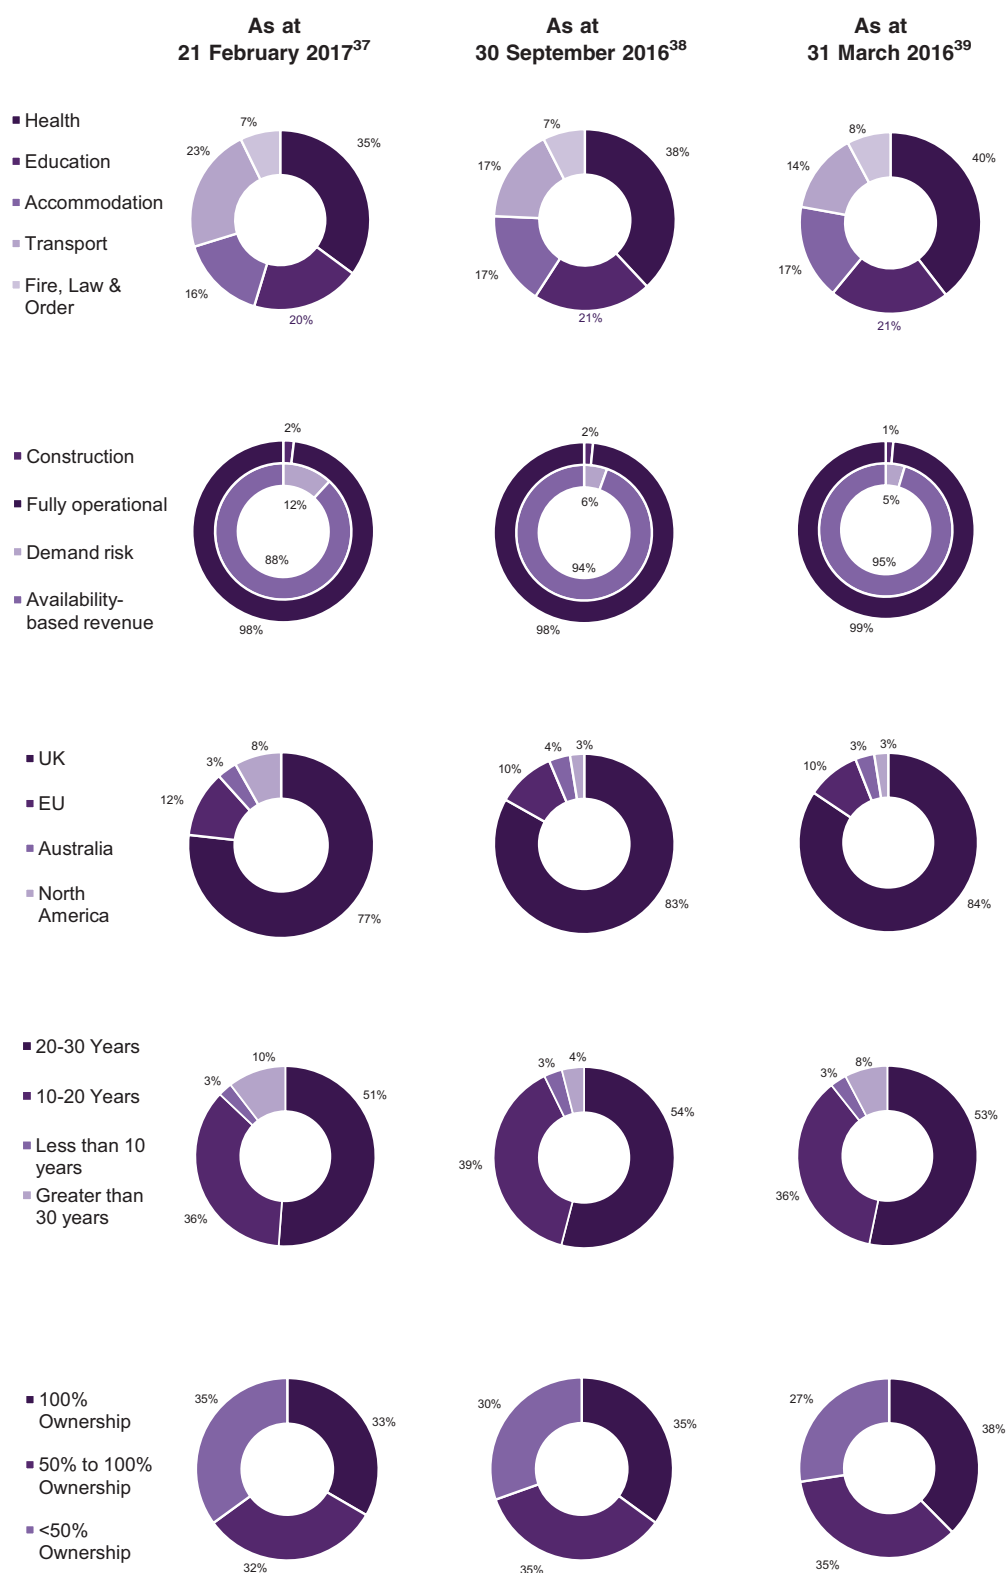 As at
21 February 2017³⁷
As at
30 September 2016³⁸
As at
31 March 2016³⁹
Health
Education
Accommodation
Transport
Fire, Law &
Order
7%
35%
23%
16%
20%
7%
38%
17%
17%
21%
8%
40%
14%
17%
21%
Construction
Fully operational
Demand risk
Availability-
based revenue
2%
12%
88%
98%
2%
6%
94%
98%
1%
5%
95%
99%
UK
EU
Australia
North
America
8%
3%
12%
77%
4%
3%
10%
83%
3%
3%
10%
84%
20-30 Years
10-20 Years
Less than 10
years
Greater than
30 years
10%
3%
51%
36%
4%
3%
54%
39%
8%
3%
53%
36%
100%
Ownership
50% to 100%
Ownership
<50%
Ownership
35%
33%
32%
30%
35%
35%
27%
38%
35%